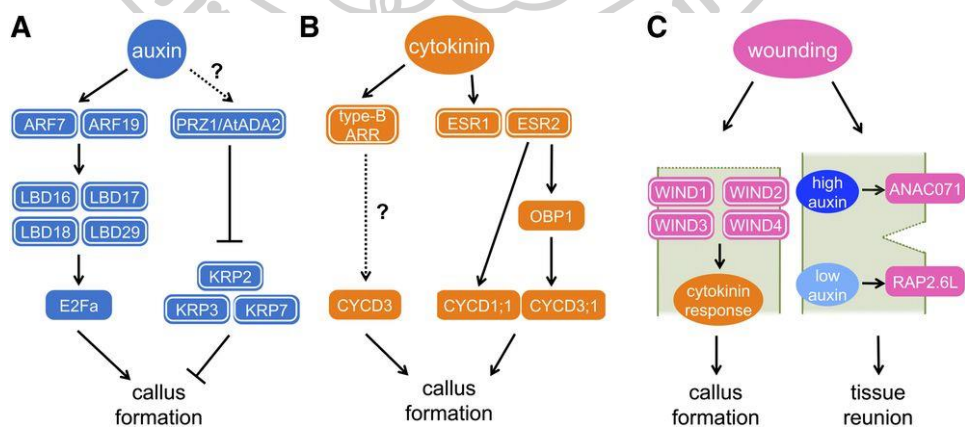 A
auxin
?
ARF7
ARF19
PRZ1/AtADA2
LBD16
LBD17
LBD18
LBD29
KRP2
E2Fa
KRP3
KRP7
callus
formation
B
cytokinin
type-B
ARR
ESR1
ESR2
?
OBP1
CYCD3
CYCD1;1
CYCD3;1
callus
formation
C
wounding
WIND1
WIND2
WIND3
WIND4
cytokinin
response
callus
formation
high
auxin
ANAC071
low
auxin
RAP2.6L
tissue
reunion